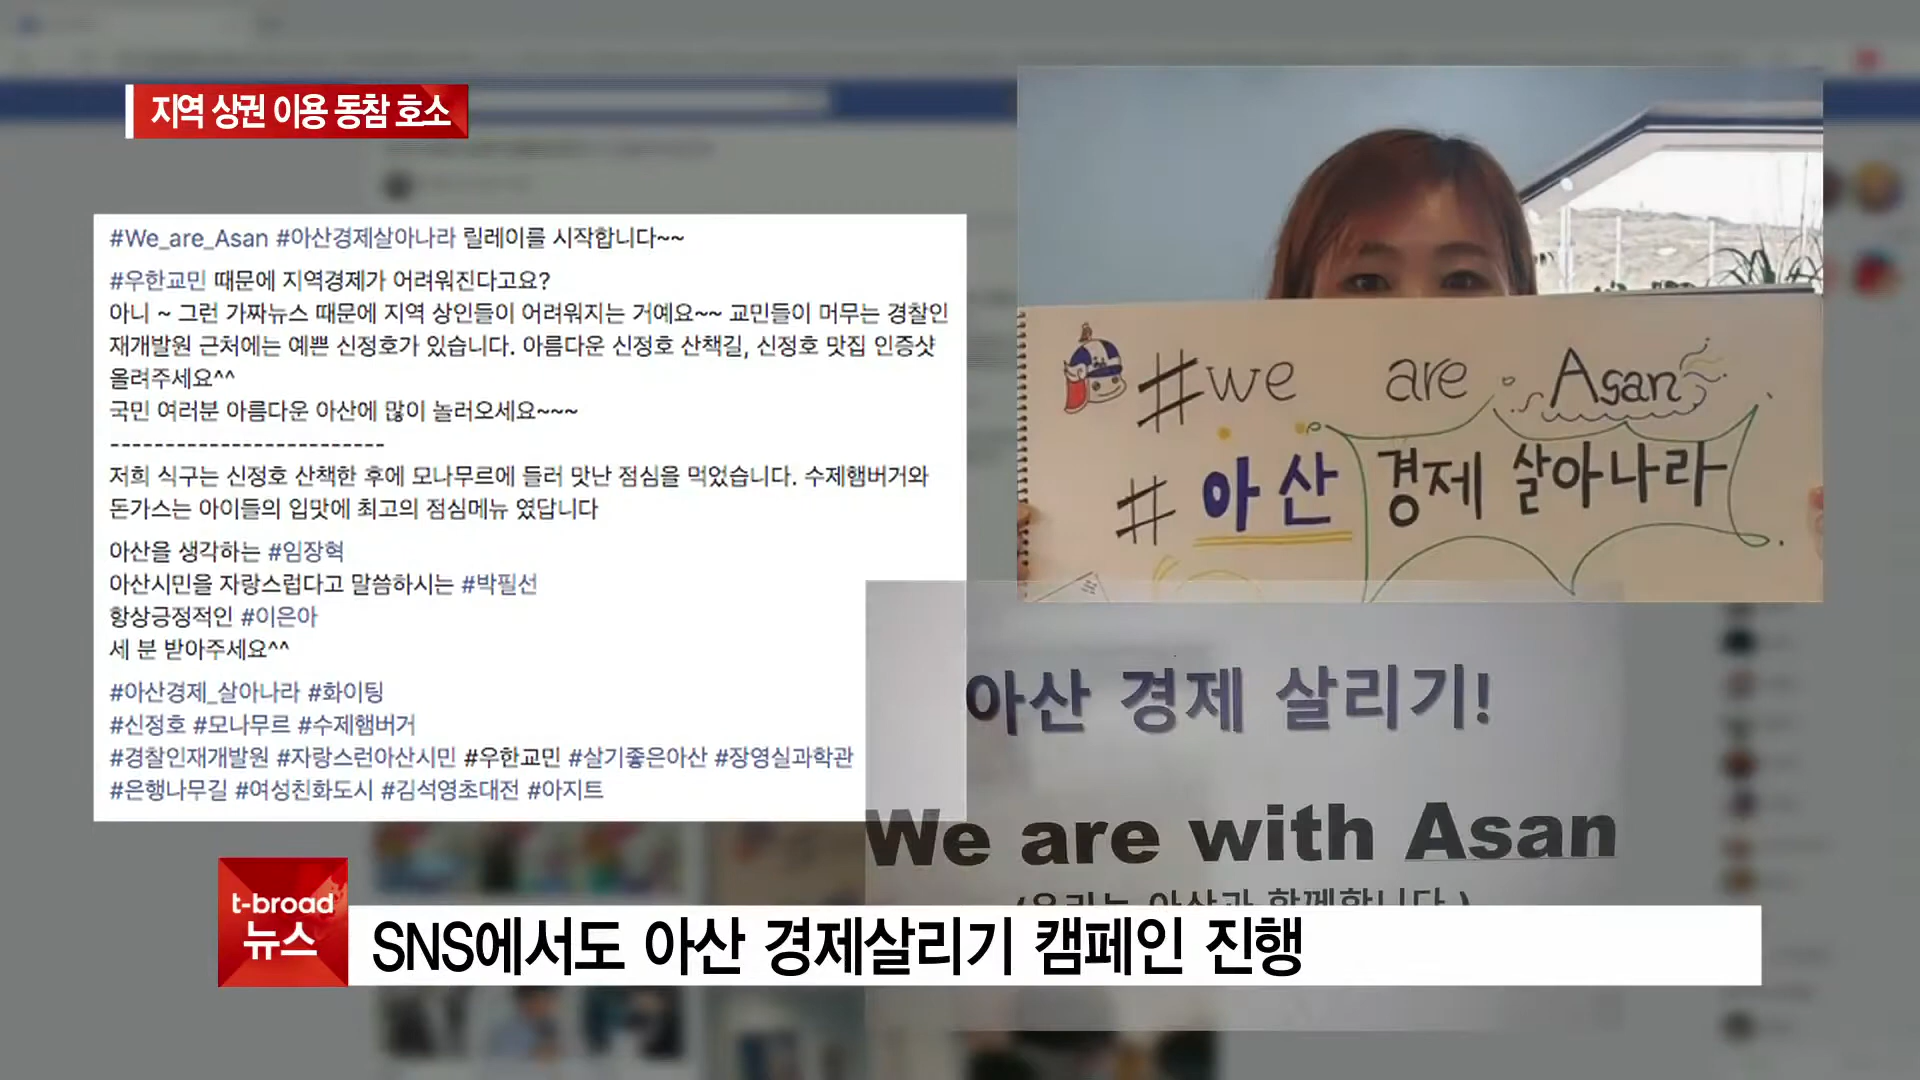 지역 상권 이용 동참 호소
#We_are_Asan #아산경제살아나라 릴레이를 시작합니다~~
#우한교민 때문에 지역경제가 어려워진다고요?
아니 ~ 그런 가짜뉴스 때문에 지역 상인들이 어려워지는 거예요~~ 교민들이 머무는 경찰인
재개발원 근처에는 예쁜 신정호가 있습니다. 아름다운 신정호 산책길, 신정호 맛집 인증샷
올려주세요^^
국민 여러분 아름다운 아산에 많이 놀러오세요~~~
-------------------------
저희 식구는 신정호 산책한 후에 모나무르에 들러 맛난 점심을 먹었습니다. 수제햄버거와
돈가스는 아이들의 입맛에 최고의 점심메뉴 였답니다
아산을 생각하는 #임장혁
아산시민을 자랑스럽다고 말씀하시는 #박필선
항상긍정적인 #이은아
세 분 받아주세요^^
#아산경제_살아나라 #화이팅
#신정호 #모나무르 #수제햄버거
#경찰인재개발원 #자랑스런아산시민 #우한교민 #살기좋은아산 #장영실과학관
#은행나무길 #여성친화도시 #김석영초대전 #아지트
#we are Asan
#아산 경제 살아나라
아산 경제 살리기!
We are with Asan
(우리는 아산과 함께합니다.)
t-broad
뉴스
SNS에서도 아산 경제살리기 캠페인 진행